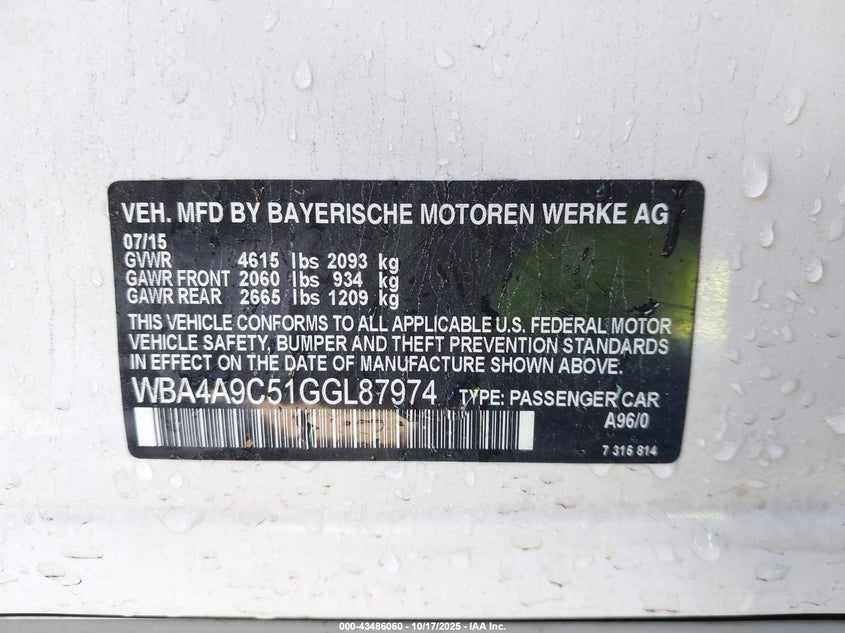 VEH. MFD BY BAYERISCHE MOTOREN WERKE AG
07/15
GVWR 4615 lbs 2093 kg
GAWR FRONT 2060 lbs 934 kg
GAWR REAR 2665 lbs 1209 kg
THIS VEHICLE CONFORMS TO ALL APPLICABLE U.S. FEDERAL MOTOR
VEHICLE SAFETY, BUMPER AND THEFT PREVENTION STANDARDS
IN EFFECT ON THE DATE OF MANUFACTURE SHOWN ABOVE.
WBA4A9C51GGL87974 TYPE: PASSENGER CAR
A96/0
7 315 814
000-43486060 - 10/17/2025 - IAA Inc.